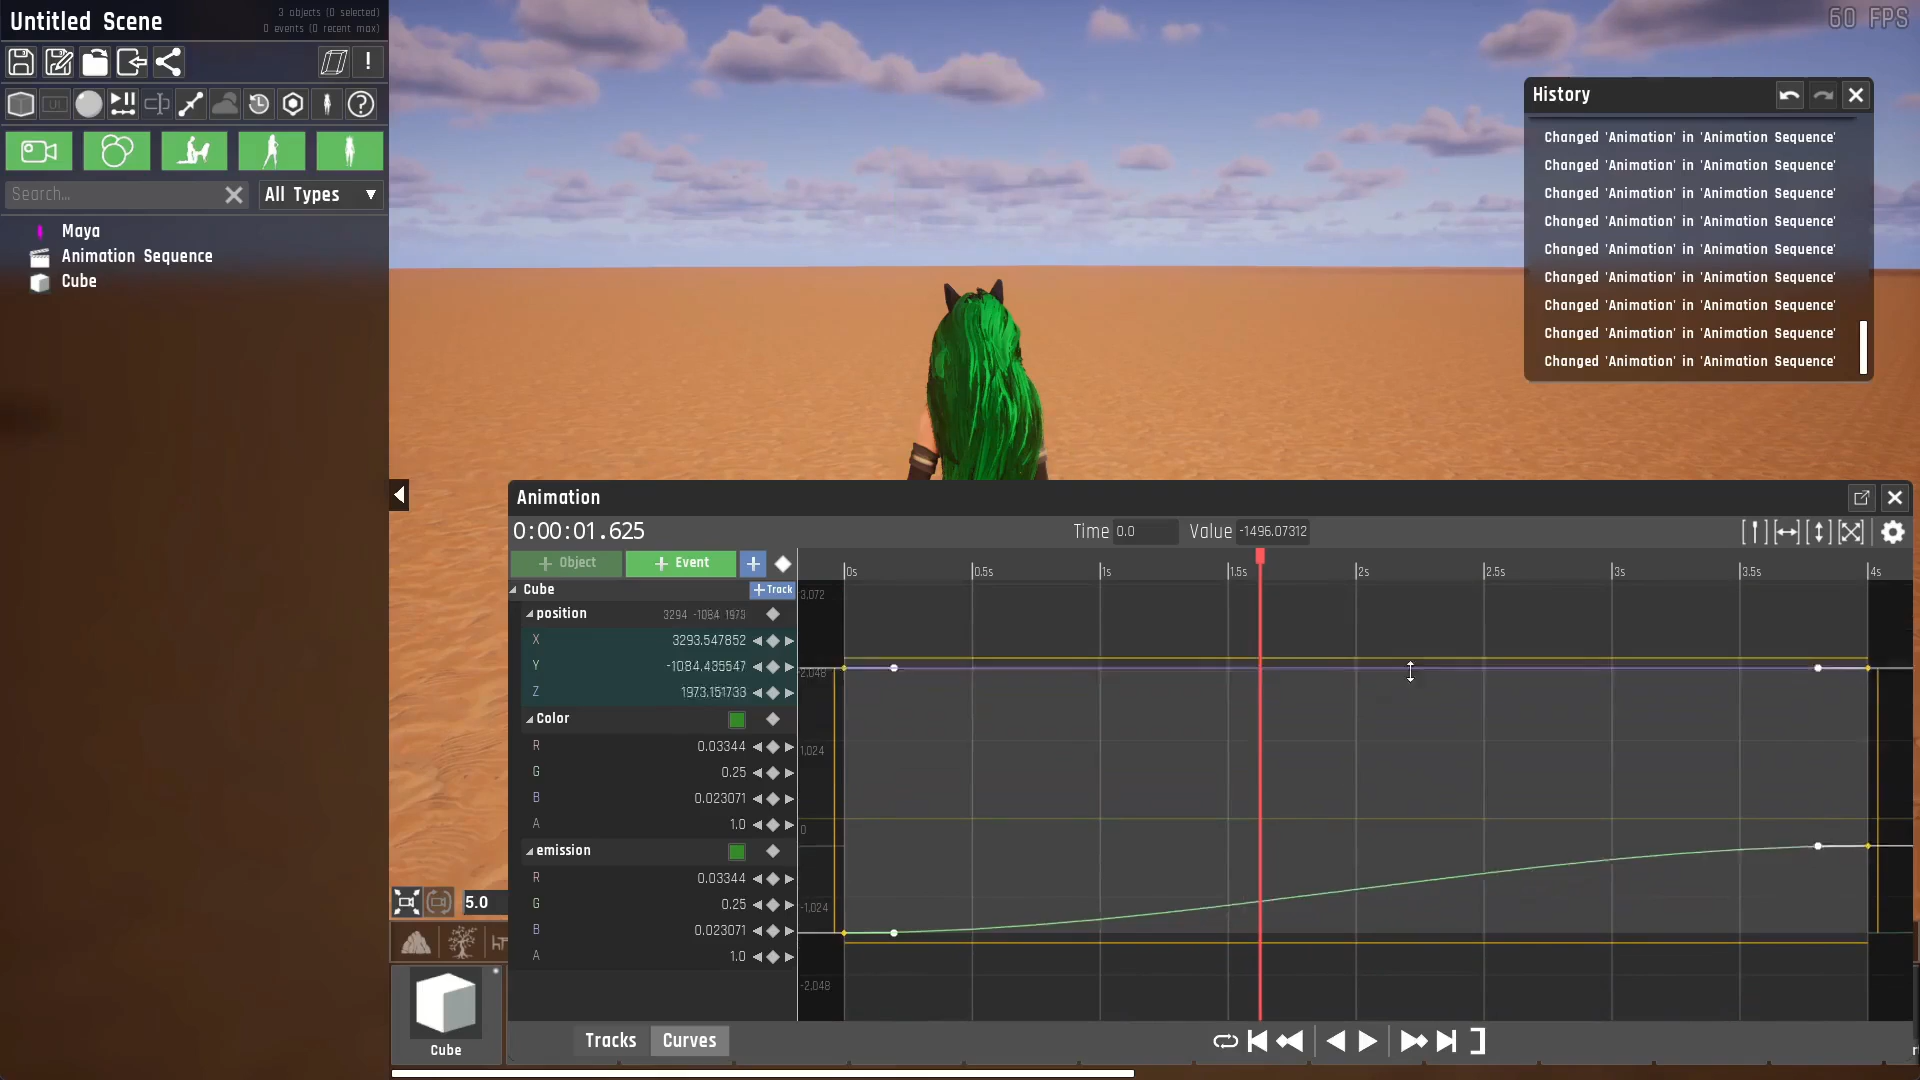 Untitled Scene
3 objects (0 selected)
0 events (0 recent max)
60 FPS
UI
!
Search...
All Types
Maya
Animation Sequence
Cube
History
Changed 'Animation' in 'Animation Sequence'
Changed 'Animation' in 'Animation Sequence'
Changed 'Animation' in 'Animation Sequence'
Changed 'Animation' in 'Animation Sequence'
Changed 'Animation' in 'Animation Sequence'
Changed 'Animation' in 'Animation Sequence'
Changed 'Animation' in 'Animation Sequence'
Changed 'Animation' in 'Animation Sequence'
Changed 'Animation' in 'Animation Sequence'
Animation
0:00:01.625
Time 0.0 Value -1496.07312
+ Object + Event +
0s 0.5s 1s 1.5s 2s 2.5s 3s 3.5s 4s
Cube + Track
position 3294 -1084 1973
X 3293.547852
Y -1084.435547
Z 1973.151733
Color
R 0.03344
G 0.25
B 0.023071
A 1.0
emission
R 0.03344
G 0.25
B 0.023071
A 1.0
3,072
2,048
1,024
0
-1,024
-2,048
5.0
Cube
Tracks Curves